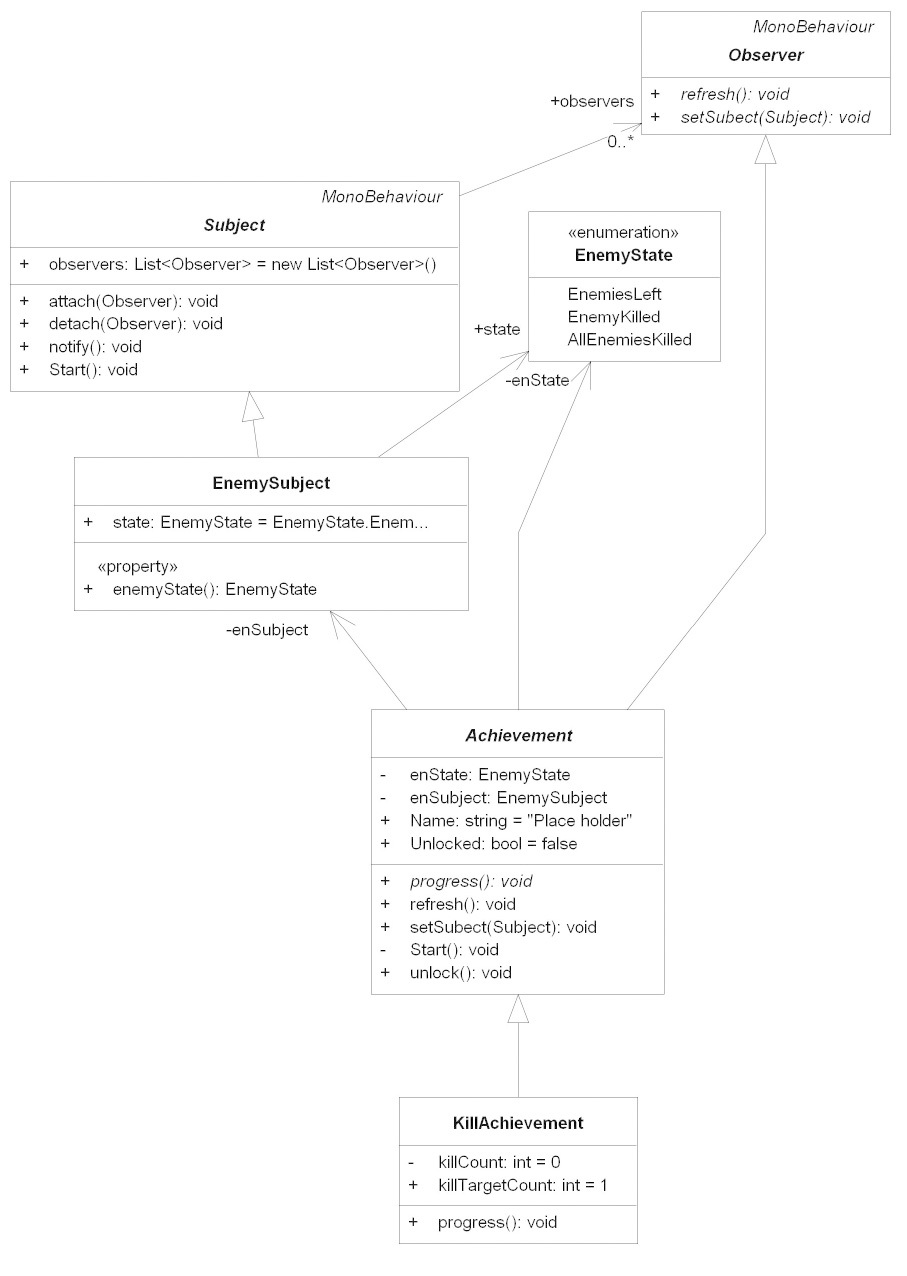 MonoBehaviour
Observer
+ refresh(): void
+ setSubect(Subject): void
+observers
0..*
MonoBehaviour
Subject
+ observers: List<Observer> = new List<Observer>()
+ attach(Observer): void
+ detach(Observer): void
+ notify(): void
+ Start(): void
«enumeration»
EnemyState
EnemiesLeft
EnemyKilled
AllEnemiesKilled
+state
-enState
EnemySubject
+ state: EnemyState = EnemyState.Enem...
«property»
+ enemyState(): EnemyState
-enSubject
Achievement
- enState: EnemyState
- enSubject: EnemySubject
+ Name: string = "Place holder"
+ Unlocked: bool = false
+ progress(): void
+ refresh(): void
+ setSubect(Subject): void
- Start(): void
+ unlock(): void
KillAchievement
- killCount: int = 0
+ killTargetCount: int = 1
+ progress(): void